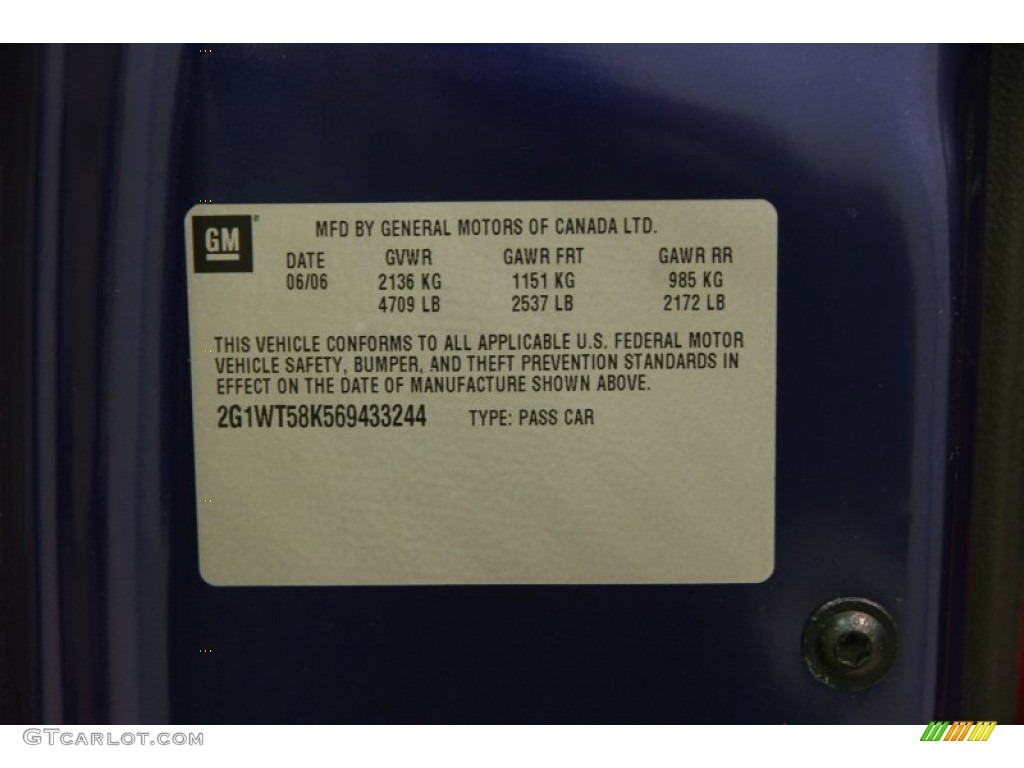 GM
MFD BY GENERAL MOTORS OF CANADA LTD.
DATE GVWR GAWR FRT GAWR RR
06/06 2136 KG 1151 KG 985 KG
4709 LB 2537 LB 2172 LB
THIS VEHICLE CONFORMS TO ALL APPLICABLE U.S. FEDERAL MOTOR
VEHICLE SAFETY, BUMPER, AND THEFT PREVENTION STANDARDS IN
EFFECT ON THE DATE OF MANUFACTURE SHOWN ABOVE.
2G1WT58K569433244 TYPE: PASS CAR
GTCARLOT.COM